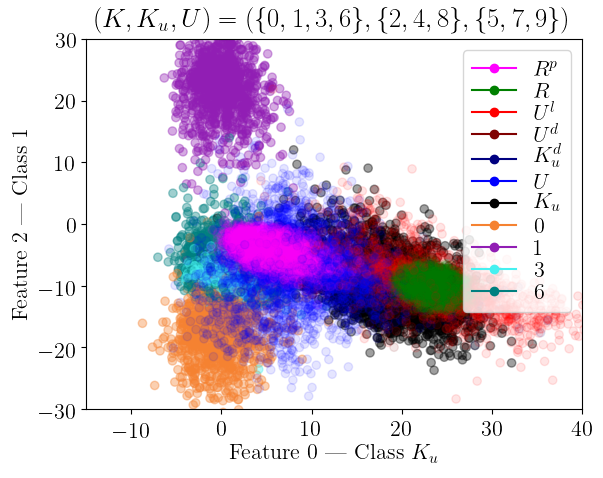 (K, K_u, U) = ({0, 1, 3, 6}, {2, 4, 8}, {5, 7, 9})
30
20
10
0
−10
−20
−30
Feature 2 — Class 1
R^p
R
U^l
U^d
K_u^d
U
K_u
0
1
3
6
−10 0 10 20 30 40
Feature 0 — Class K_u